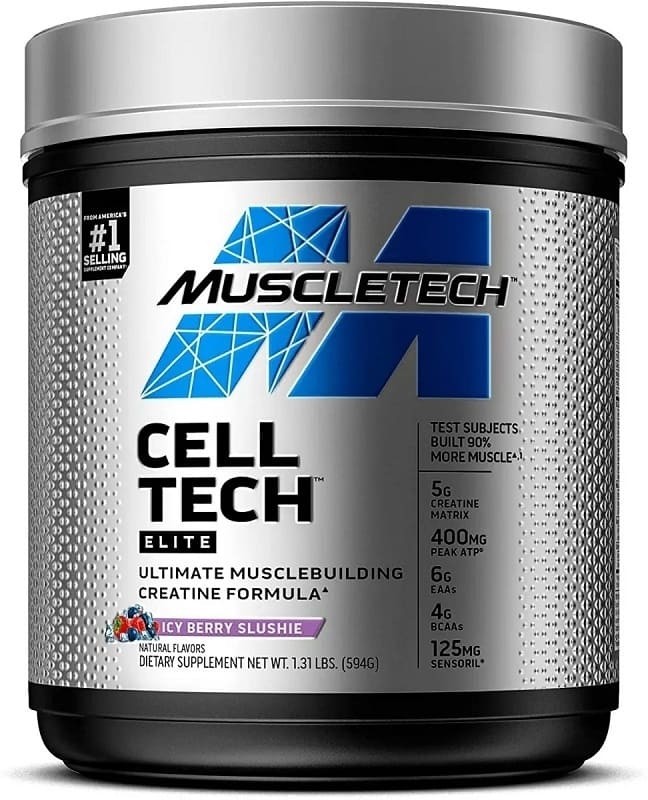 FROM AMERICA'S
#1
SELLING
SUPPLEMENT COMPANY
MUSCLETECH™
CELL
TECH™
ELITE
ULTIMATE MUSCLEBUILDING
CREATINE FORMULA▲
ICY BERRY SLUSHIE
NATURAL FLAVORS
DIETARY SUPPLEMENT NET WT. 1.31 LBS. (594G)
TEST SUBJECTS
BUILT 90%
MORE MUSCLE▲,1
5G
CREATINE
MATRIX
400MG
PEAK ATP®
6G
EAAs
4G
BCAAs
125MG
SENSORIL®